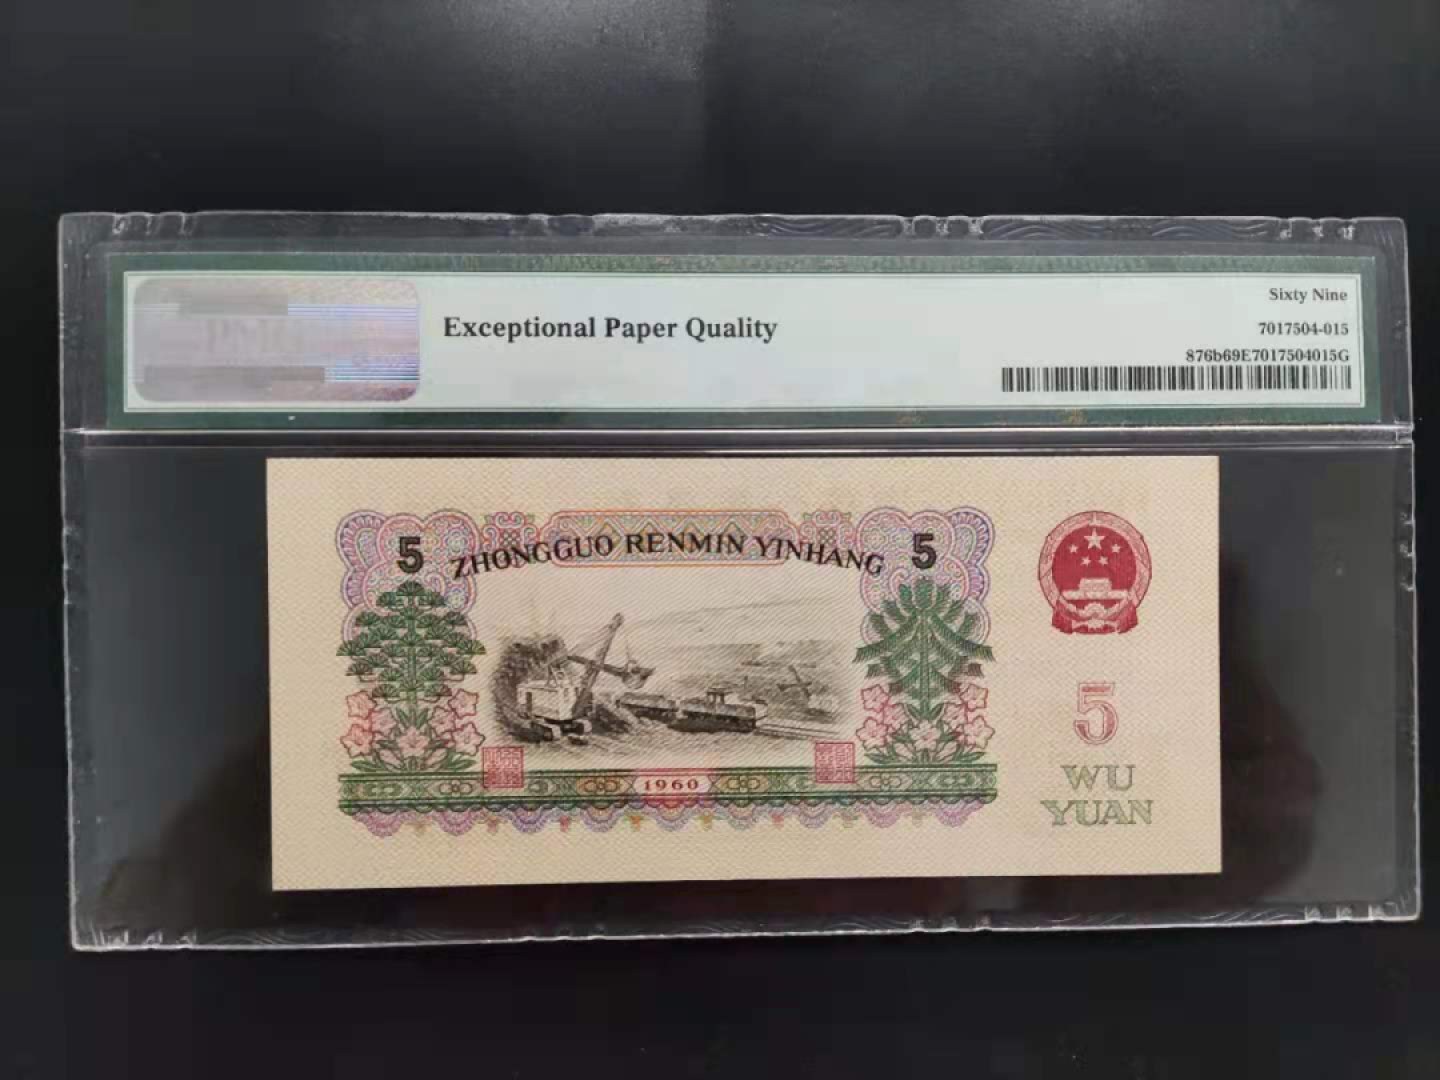 Sixty Nine
Exceptional Paper Quality
7017504-015
876b69E7017504015G
5 ZHONGGUO RENMIN YINHANG 5
5
1960
WU
YUAN